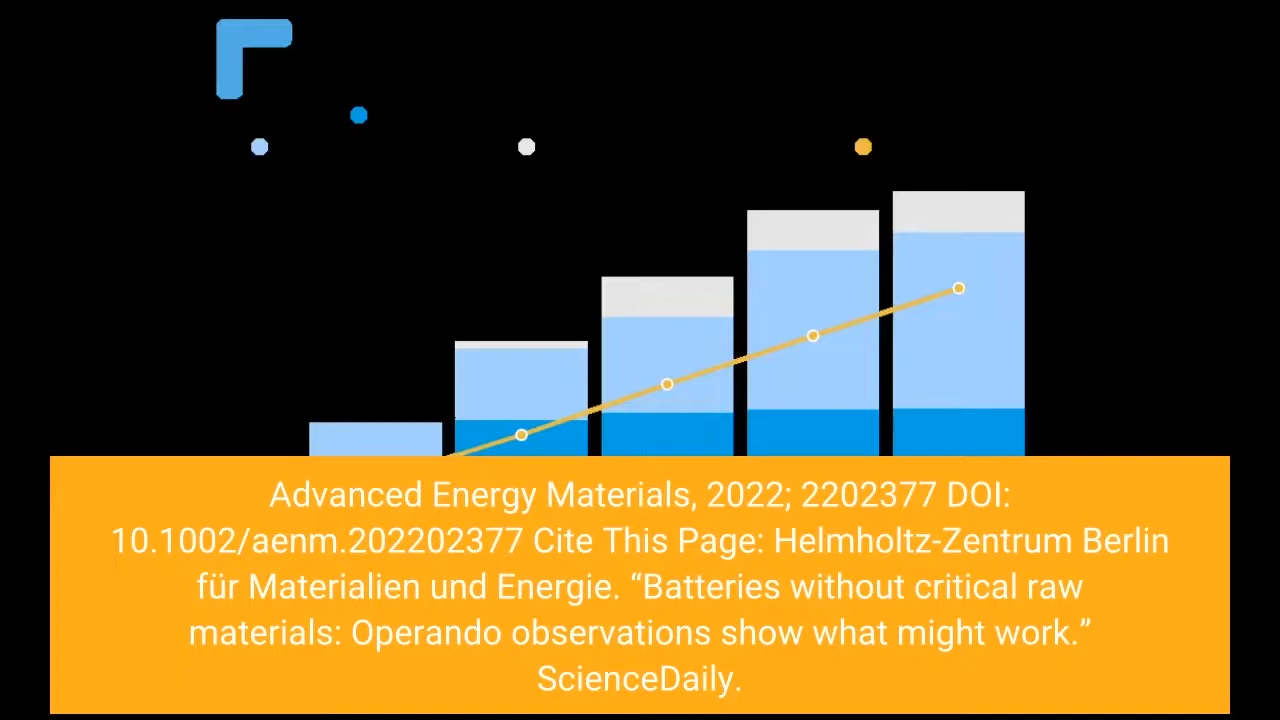 Advanced Energy Materials, 2022; 2202377 DOI:
10.1002/aenm.202202377 Cite This Page: Helmholtz-Zentrum Berlin
für Materialien und Energie. “Batteries without critical raw
materials: Operando observations show what might work.”
ScienceDaily.